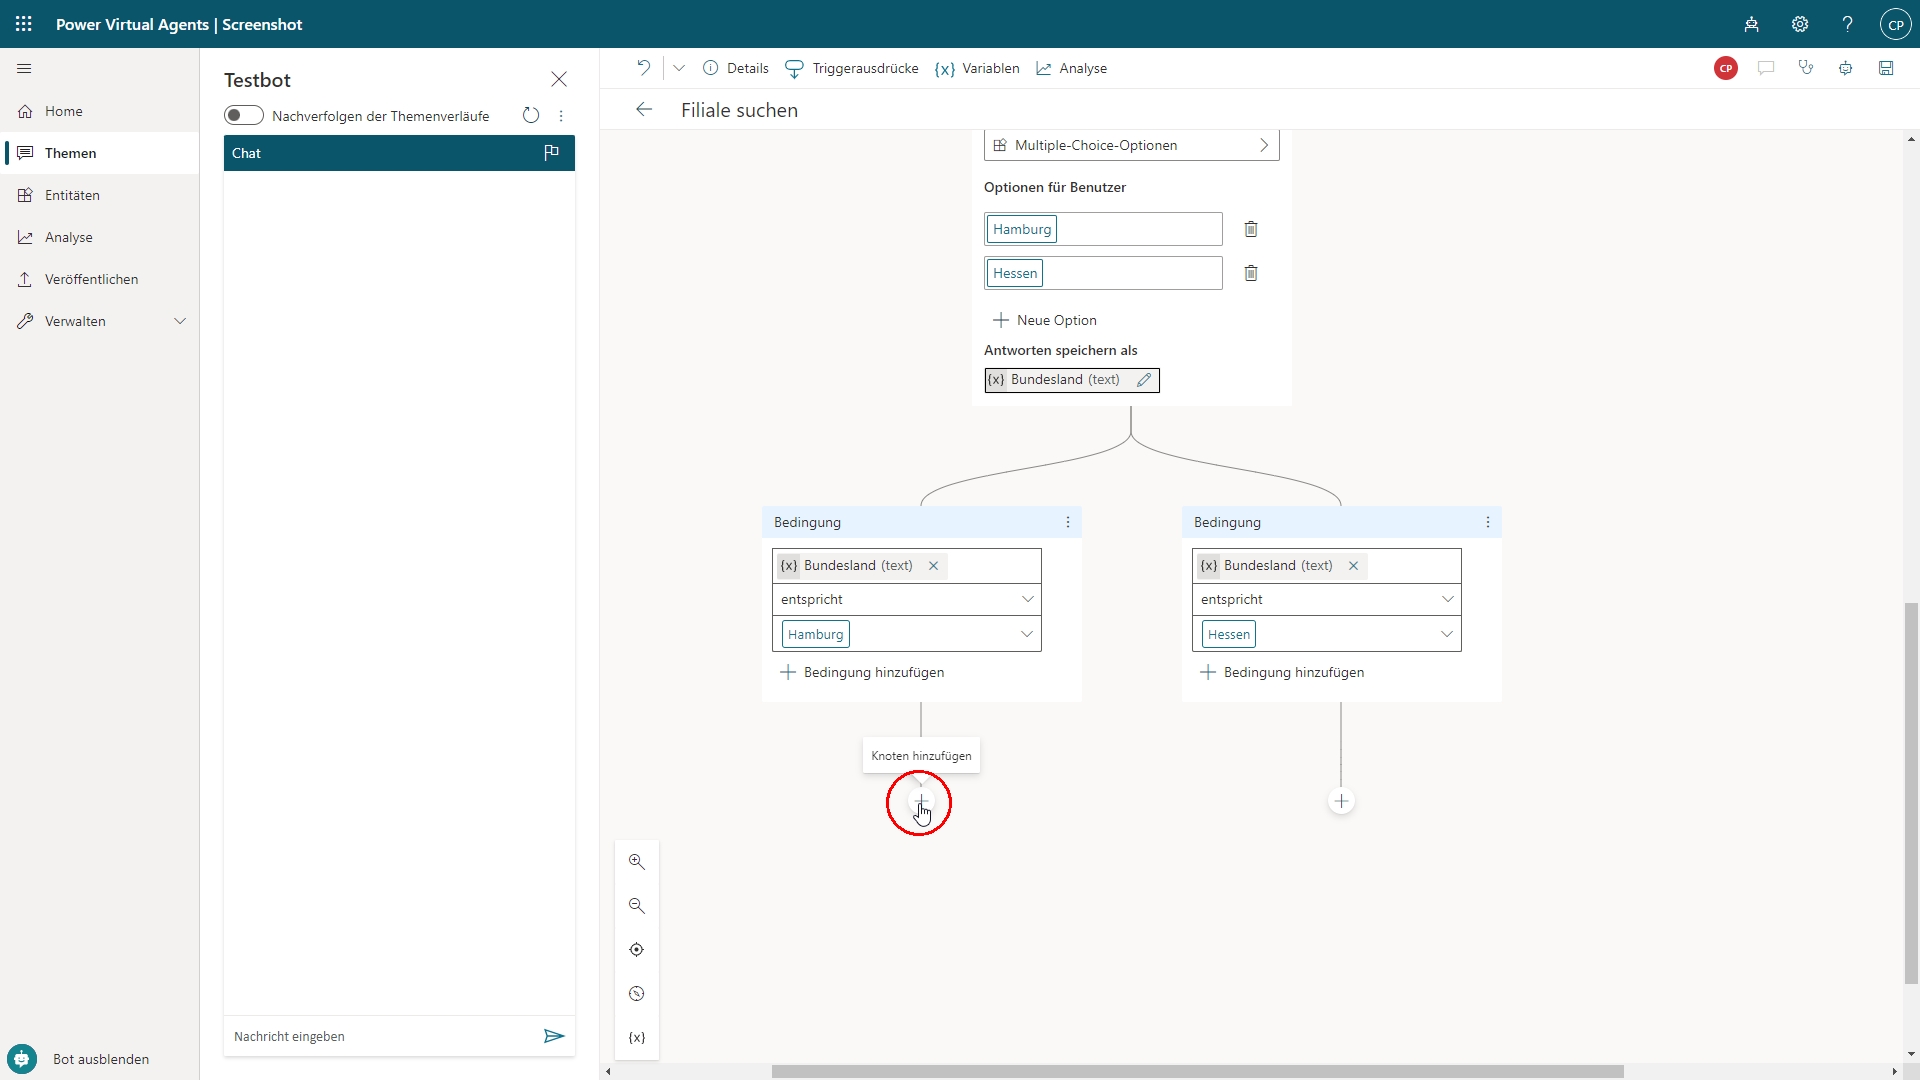 Power Virtual Agents | Screenshot
CP
Home
Themen
Entitäten
Analyse
Veröffentlichen
Verwalten
Bot ausblenden
Testbot
Nachverfolgen der Themenverläufe
Chat
Nachricht eingeben
Details
Triggerausdrücke
{x} Variablen
Analyse
CP
Filiale suchen
Multiple-Choice-Optionen
Optionen für Benutzer
Hamburg
Hessen
Neue Option
Antworten speichern als
{x} Bundesland (text)
Bedingung
{x} Bundesland (text)
entspricht
Hamburg
Bedingung hinzufügen
Bedingung
{x} Bundesland (text)
entspricht
Hessen
Bedingung hinzufügen
Knoten hinzufügen
{x}